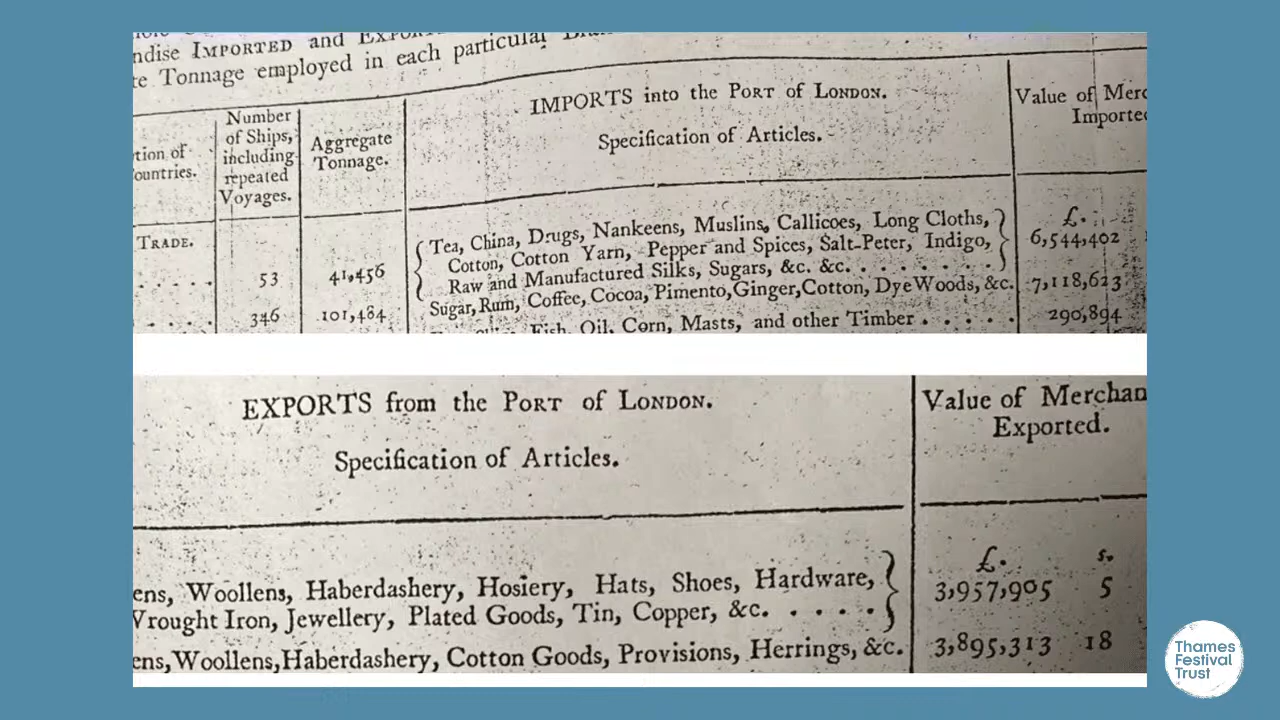 ndise IMPORTED and
Tonnage employed in each particular
IMPORTS into the PORT of LONDON.
Specification of Articles.
Number
of Ships,
including
repeated
Voyages.
Aggregate
Tonnage.
Value of Merc
Imported
tion of
ountries.
TRADE.
53 41,456
Tea, China, Drugs, Nankeens, Muslins, Callicoes, Long Cloths,
Cotton, Cotton Yarn, Pepper and Spices, Salt-Peter, Indigo,
Raw and Manufactured Silks, Sugars, &c. &c. . . . . . . . .
£.
6,544,402
346 101,484
Sugar, Rum, Coffee, Cocoa, Pimento, Ginger, Cotton, Dye Woods, &c. 7,118,623
Fish, Oil, Corn, Masts, and other Timber . . . . . 290,894
EXPORTS from the PORT of LONDON.
Specification of Articles.
Value of Merchan
Exported.
£. s.
ens, Woollens, Haberdashery, Hosiery, Hats, Shoes, Hardware,
Wrought Iron, Jewellery, Plated Goods, Tin, Copper, &c. . . . .
3,957,905 5
ens, Woollens, Haberdashery, Cotton Goods, Provisions, Herrings, &c. 3,895,313 18
Thames
Festival
Trust